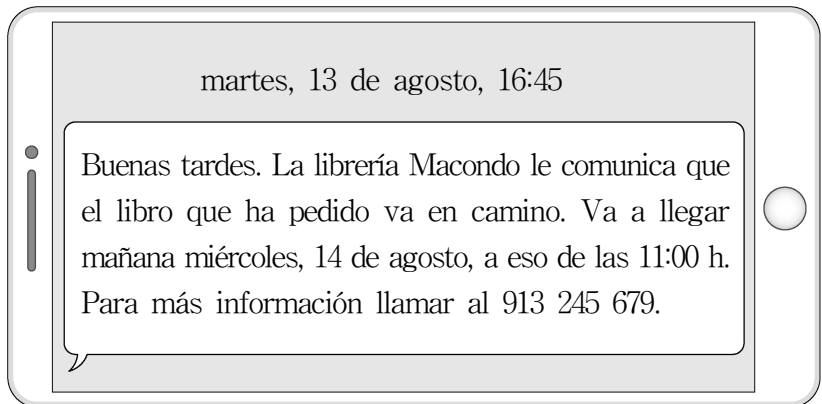 martes, 13 de agosto, 16:45
Buenas tardes. La librería Macondo le comunica que
el libro que ha pedido va en camino. Va a llegar
mañana miércoles, 14 de agosto, a eso de las 11:00 h.
Para más información llamar al 913 245 679.